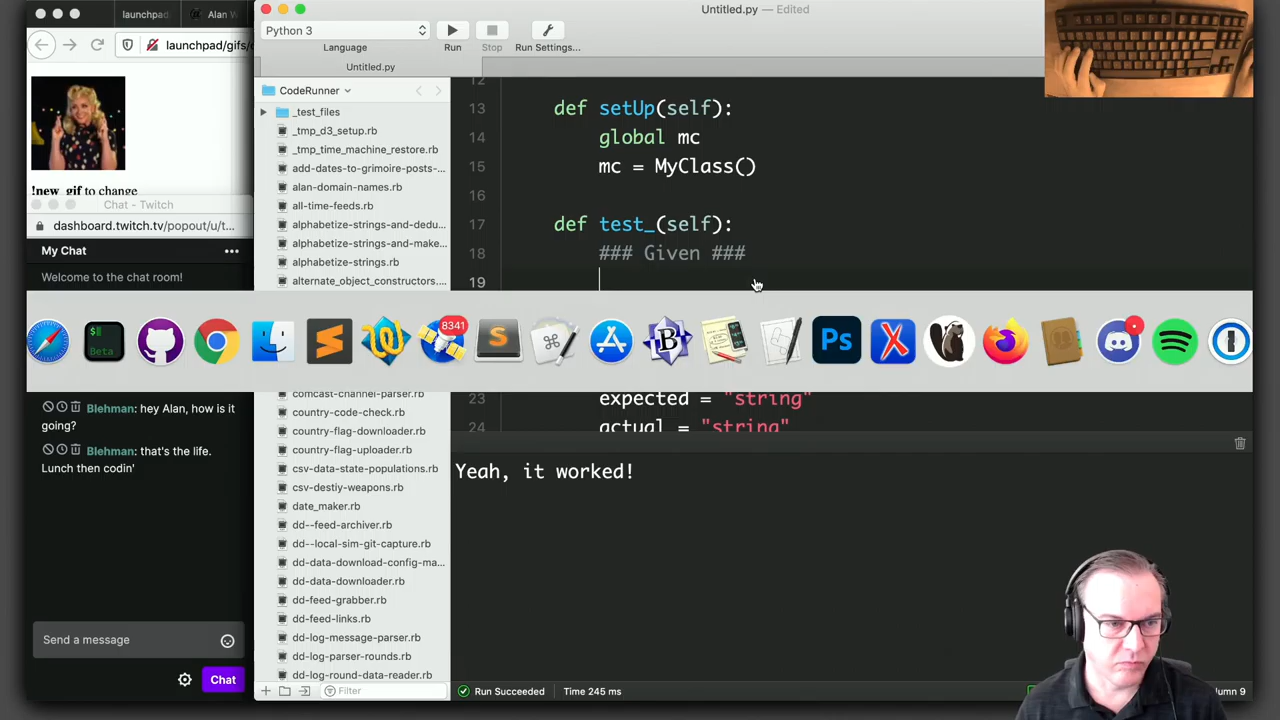 launchpad
Alan W
launchpad/gifs/
!new_gif to change
Chat - Twitch
dashboard.twitch.tv/popout/u/t...
My Chat
Welcome to the chat room!
Blehman: hey Alan, how is it
going?
Blehman: that's the life.
Lunch then codin'
Send a message
Chat
Untitled.py — Edited
Python 3
Language
Run
Stop
Run Settings...
Untitled.py
CodeRunner
_test_files
_tmp_d3_setup.rb
_tmp_time_machine_restore.rb
add-dates-to-grimoire-posts-...
alan-domain-names.rb
all-time-feeds.rb
alphabetize-strings-and-dedu...
alphabetize-strings-and-make...
alphabetize-strings.rb
alternate_object_constructors....
comcast-channel-parser.rb
country-code-check.rb
country-flag-downloader.rb
country-flag-uploader.rb
csv-data-state-populations.rb
csv-destiy-weapons.rb
date_maker.rb
dd--feed-archiver.rb
dd--local-sim-git-capture.rb
dd-data-download-config-ma...
dd-data-downloader.rb
dd-feed-grabber.rb
dd-feed-links.rb
dd-log-message-parser.rb
dd-log-parser-rounds.rb
dd-log-round-data-reader.rb
Filter
12
13 def setUp(self):
14 global mc
15 mc = MyClass()
16
17 def test_(self):
18 ### Given ###
19
$
Beta
8341
S
B
Ps
X
23 expected = "string"
24 actual = "string"
Yeah, it worked!
Run Succeeded
Time 245 ms
umn 9